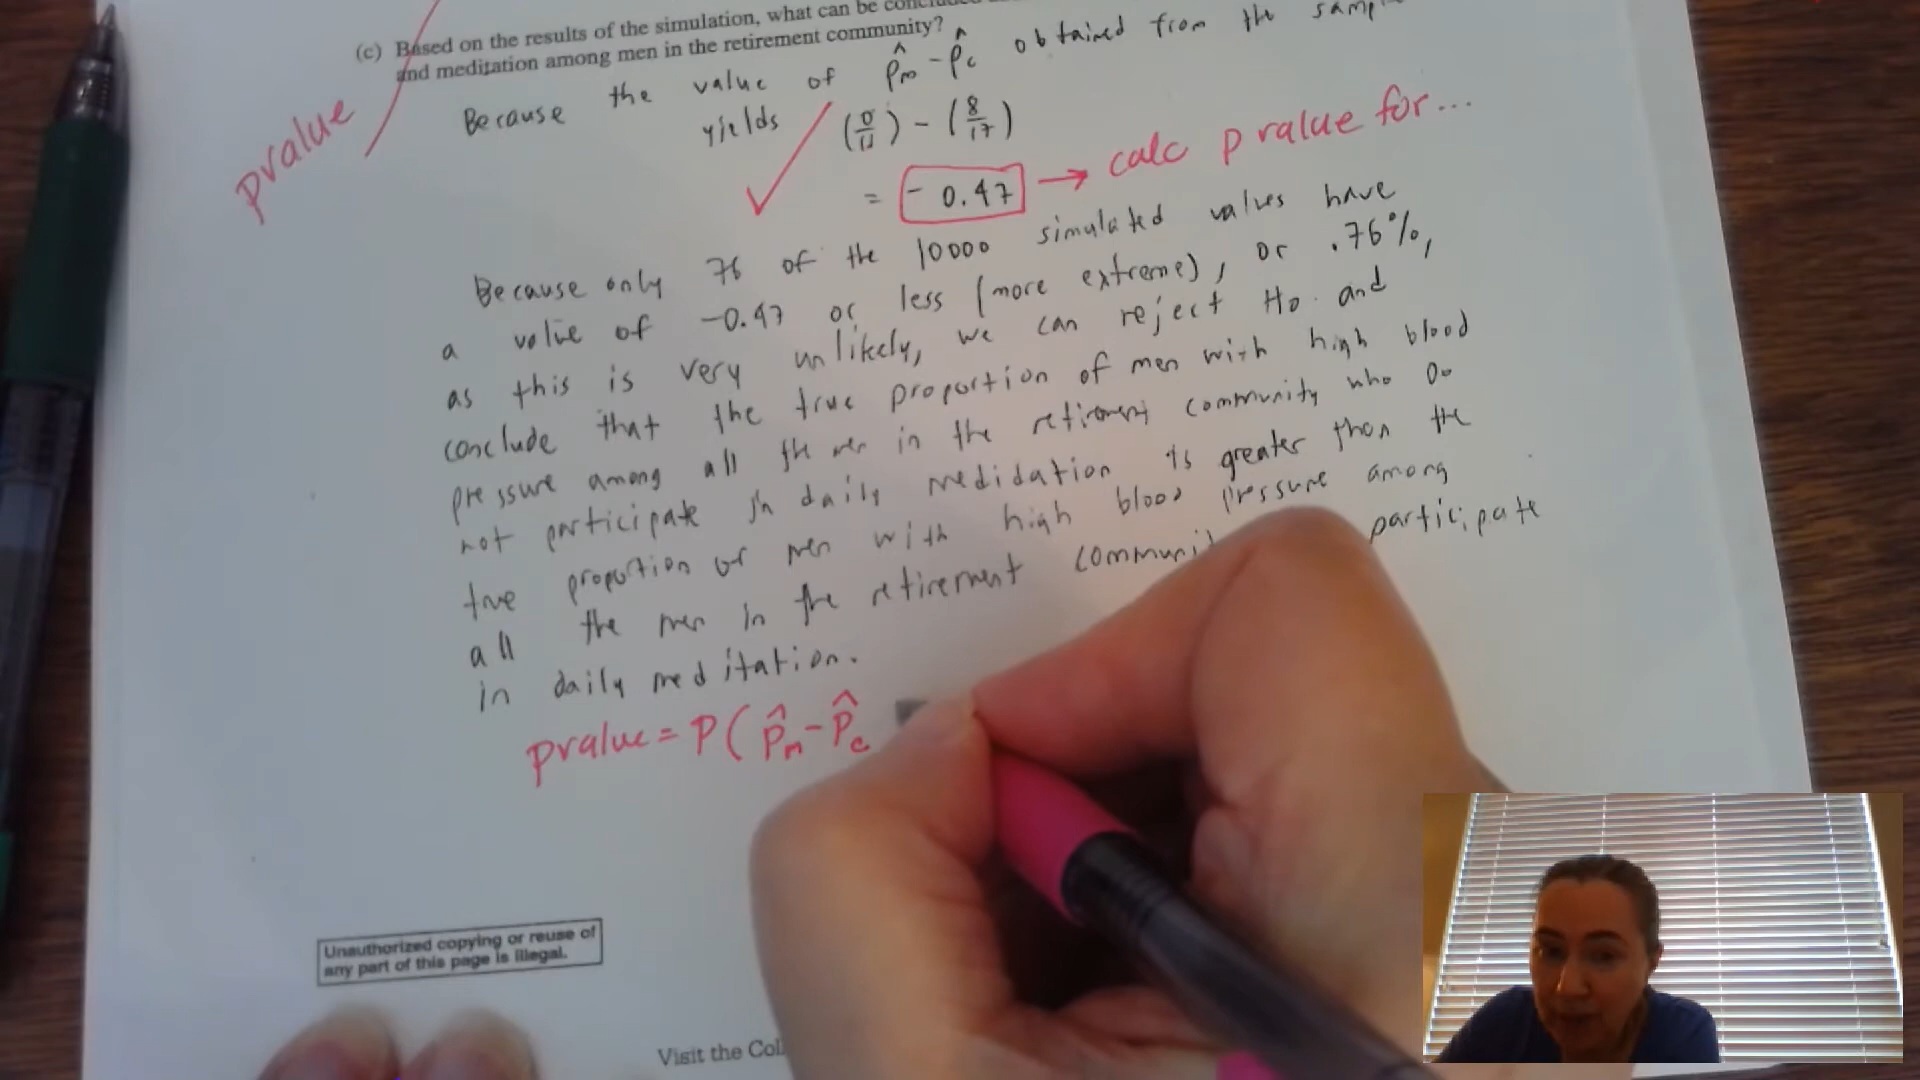 (c) Based on the results of the simulation, what can be concluded
and meditation among men in the retirement community?
Because the value of p̂m - p̂c obtained from the
yields (0/11) - (8/17)
= - 0.47 → calc pvalue for...
pvalue
Because only 76 of the 10000 simulated values have
a value of -0.47 or less (more extreme), or .76%,
as this is very unlikely, we can reject Ho and
conclude that the true proportion of men with high blood
pressure among all the men in the retirement community who do
not participate in daily medidation is greater than the
true proportion of men with high blood pressure among
all the men in the retirement participate
in daily meditation.
pvalue = P( p̂m - p̂c
Unauthorized copying or reuse of
any part of this page is illegal.
Visit the